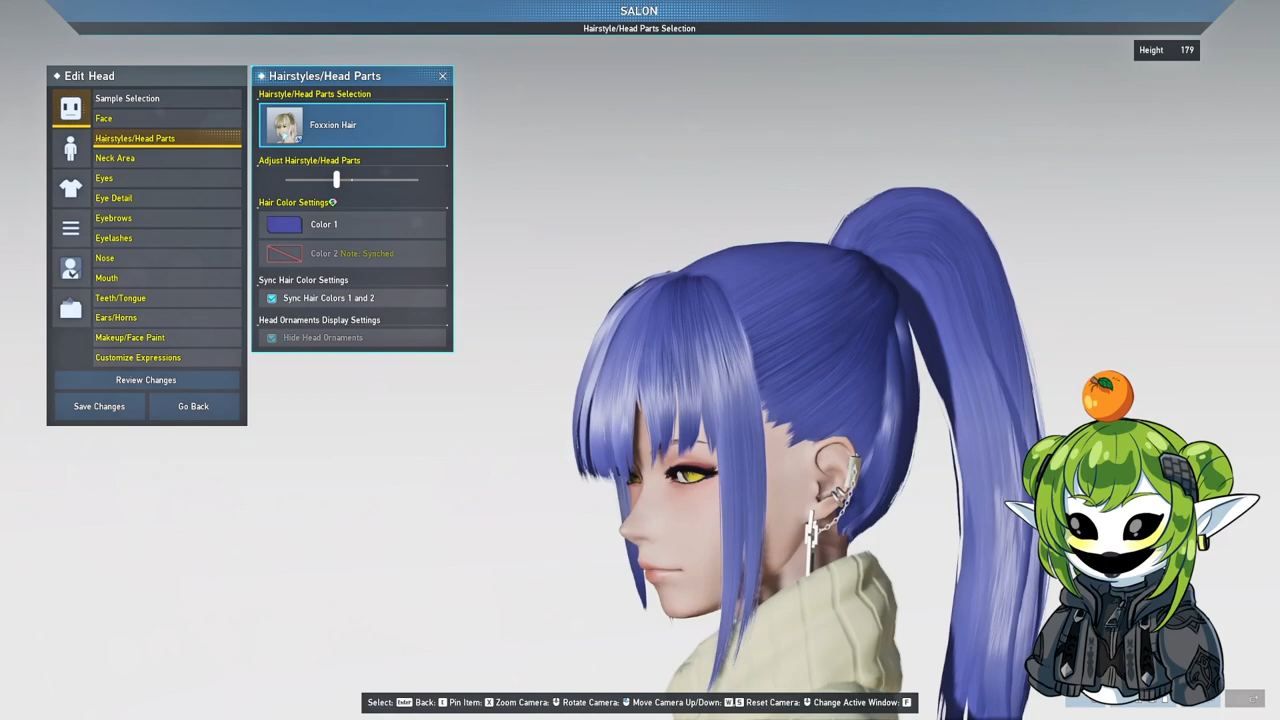 SALON
Hairstyle/Head Parts Selection
Height 179
Edit Head
Sample Selection
Face
Hairstyles/Head Parts
Neck Area
Eyes
Eye Detail
Eyebrows
Eyelashes
Nose
Mouth
Teeth/Tongue
Ears/Horns
Makeup/Face Paint
Customize Expressions
Review Changes
Save Changes
Go Back
Hairstyles/Head Parts
Hairstyle/Head Parts Selection
Foxxion Hair
Adjust Hairstyle/Head Parts
Hair Color Settings
Color 1
Color 2 Note: Synched
Sync Hair Color Settings
Sync Hair Colors 1 and 2
Head Ornaments Display Settings
Hide Head Ornaments
Select: Enter Back: C Pin Item: X Zoom Camera: Rotate Camera: Move Camera Up/Down: W S Reset Camera: Change Active Window: F